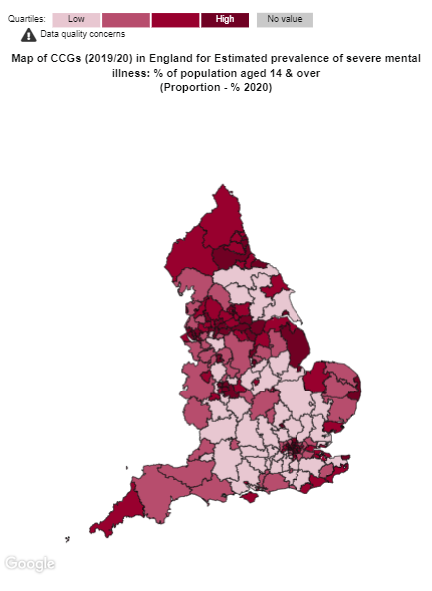 Quartiles: Low High No value
Data quality concerns
Map of CCGs (2019/20) in England for Estimated prevalence of severe mental
illness: % of population aged 14 & over
(Proportion - % 2020)
Google